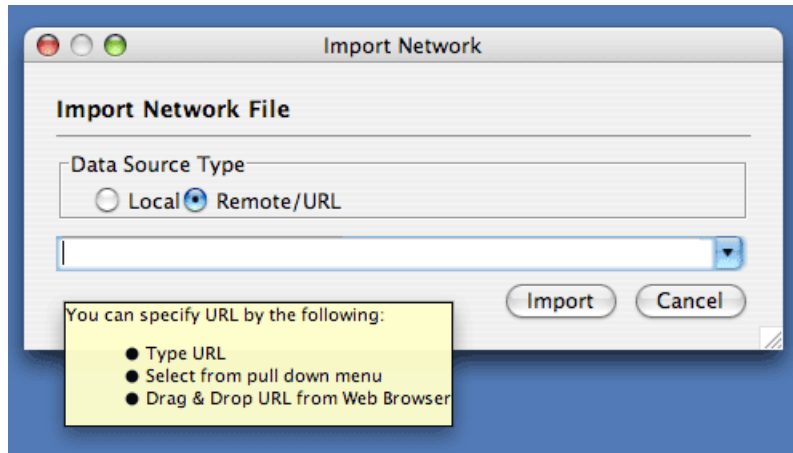 Import Network
Import Network File
Data Source Type
Local Remote/URL
Import Cancel
You can specify URL by the following:
● Type URL
● Select from pull down menu
● Drag & Drop URL from Web Browser